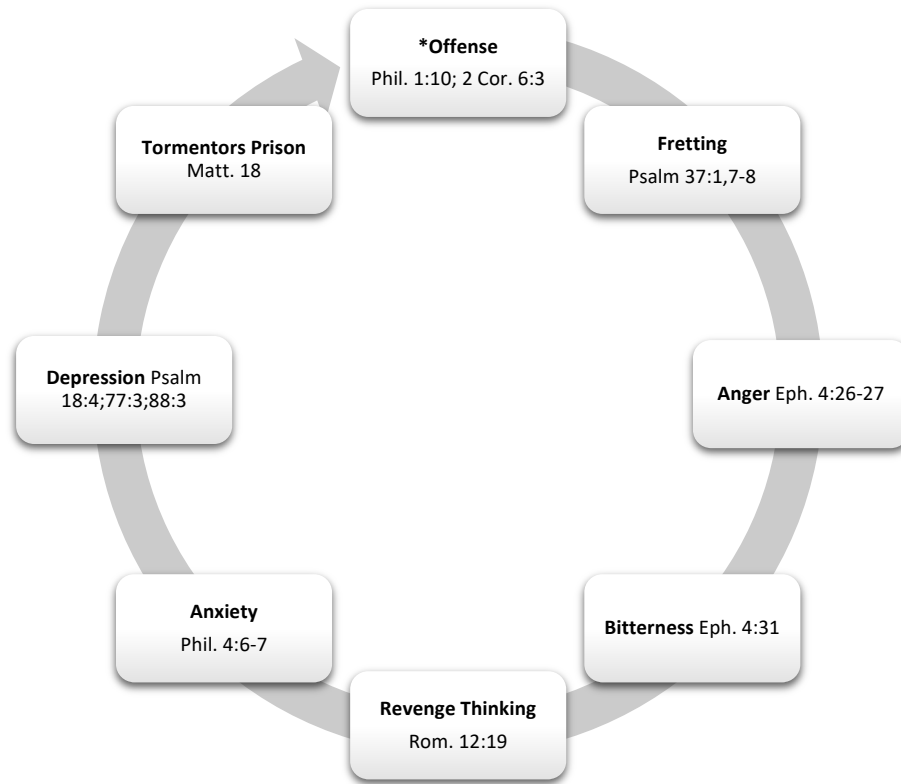 *Offense
Phil. 1:10; 2 Cor. 6:3
Fretting
Psalm 37:1,7-8
Anger Eph. 4:26-27
Bitterness Eph. 4:31
Revenge Thinking
Rom. 12:19
Anxiety
Phil. 4:6-7
Depression Psalm
18:4;77:3;88:3
Tormentors Prison
Matt. 18